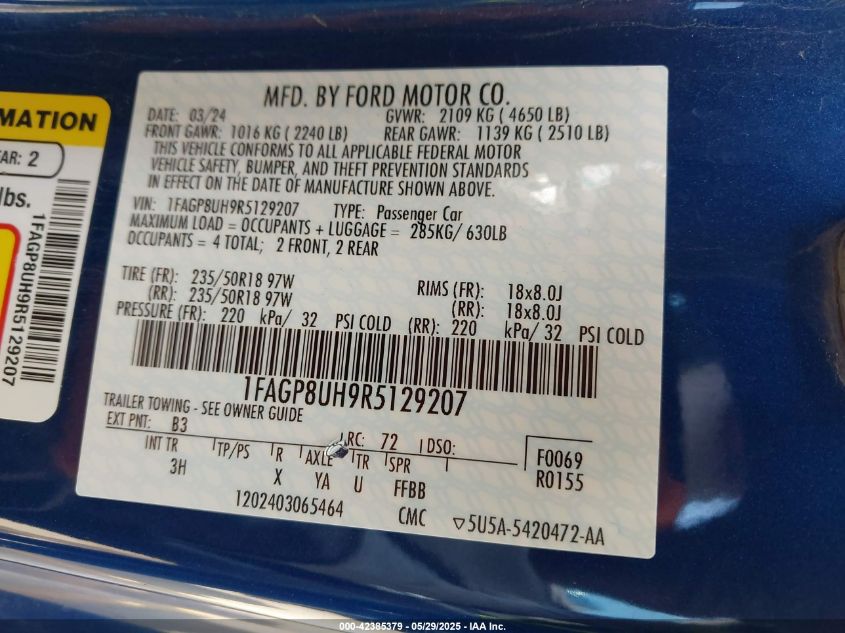 MATION
AR: 2
lbs.
1FAGP8UH9R5129207
MFD. BY FORD MOTOR CO.
DATE: 03/24 GVWR: 2109 KG ( 4650 LB)
FRONT GAWR: 1016 KG ( 2240 LB) REAR GAWR: 1139 KG ( 2510 LB)
THIS VEHICLE CONFORMS TO ALL APPLICABLE FEDERAL MOTOR
VEHICLE SAFETY, BUMPER, AND THEFT PREVENTION STANDARDS
IN EFFECT ON THE DATE OF MANUFACTURE SHOWN ABOVE.
VIN: 1FAGP8UH9R5129207 TYPE: Passenger Car
MAXIMUM LOAD = OCCUPANTS + LUGGAGE = 285KG/ 630LB
OCCUPANTS = 4 TOTAL; 2 FRONT, 2 REAR
TIRE (FR): 235/50R18 97W RIMS (FR): 18x8.0J
(RR): 235/50R18 97W (RR): 18x8.0J
PRESSURE (FR): 220 kPa/ 32 PSI COLD (RR): 220 kPa/ 32 PSI COLD
1FAGP8UH9R5129207
TRAILER TOWING - SEE OWNER GUIDE
EXT PNT: B3 RC: 72 DSO: F0069
INT TR TP/PS R AXLE TR SPR R0155
3H X YA U FFBB
1202403065464 CMC ▽5U5A-5420472-AA
000-42385379 - 05/29/2025 - IAA Inc.